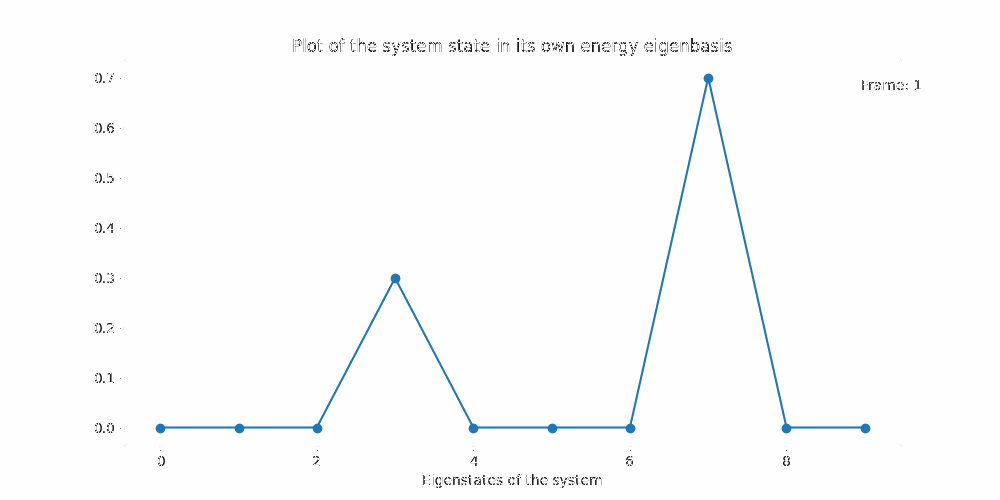 Plot of the system state in its own energy eigenbasis
Frame: 1
0.7
0.6
0.5
0.4
0.3
0.2
0.1
0.0
0 2 4 6 8
Eigenstates of the system